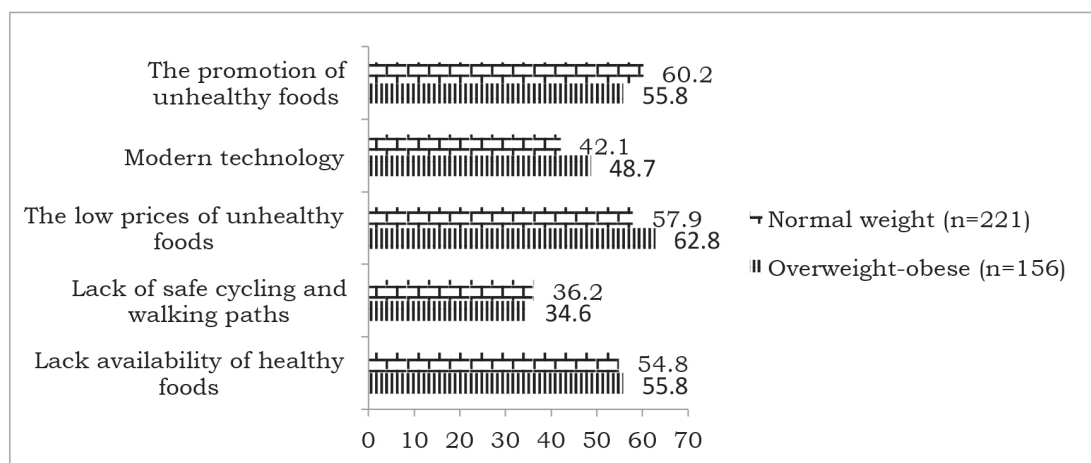 The promotion of
unhealthy foods
60.2
55.8
Modern technology
42.1
48.7
The low prices of unhealthy
foods
57.9
62.8
Lack of safe cycling and
walking paths
36.2
34.6
Lack availability of healthy
foods
54.8
55.8
0 10 20 30 40 50 60 70
Normal weight (n=221)
Overweight-obese (n=156)